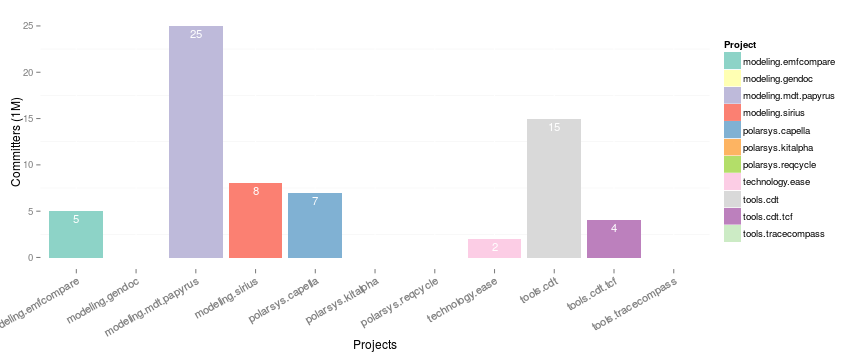 Committers (1M)
25
20
15
10
5
0
5
25
8
7
2
15
4
deling.emfcompare
modeling.gendoc
modeling.mdt.papyrus
modeling.sirius
polarsys.capella
polarsys.kitalpha
polarsys.reqcycle
technology.ease
tools.cdt
tools.cdt.tcf
tools.tracecompass
Projects
Project
modeling.emfcompare
modeling.gendoc
modeling.mdt.papyrus
modeling.sirius
polarsys.capella
polarsys.kitalpha
polarsys.reqcycle
technology.ease
tools.cdt
tools.cdt.tcf
tools.tracecompass